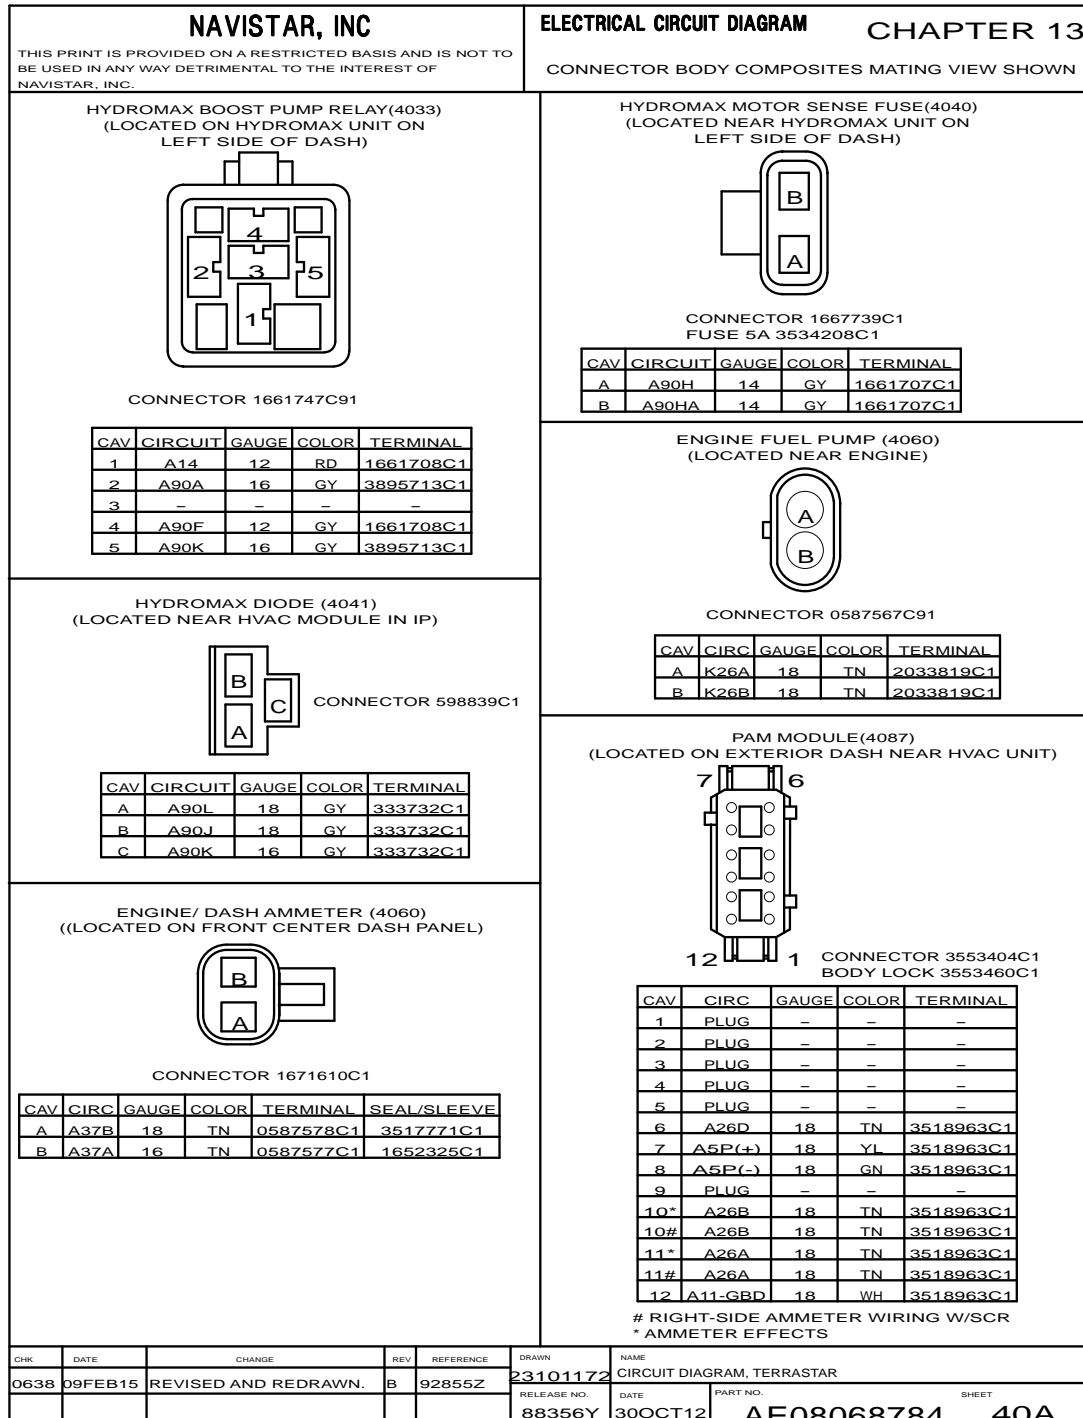 NAVISTAR, INC
THIS PRINT IS PROVIDED ON A RESTRICTED BASIS AND IS NOT TO
BE USED IN ANY WAY DETRIMENTAL TO THE INTEREST OF
NAVISTAR, INC.
ELECTRICAL CIRCUIT DIAGRAM
CHAPTER 13
CONNECTOR BODY COMPOSITES MATING VIEW SHOWN
HYDROMAX BOOST PUMP RELAY(4033)
(LOCATED ON HYDROMAX UNIT ON
LEFT SIDE OF DASH)
4
2 3 5
1
CONNECTOR 1661747C91
CAV CIRCUIT GAUGE COLOR TERMINAL
1 A14 12 RD 1661708C1
2 A90A 16 GY 3895713C1
3 – – – –
4 A90F 12 GY 1661708C1
5 A90K 16 GY 3895713C1
HYDROMAX DIODE (4041)
(LOCATED NEAR HVAC MODULE IN IP)
B
C
A
CONNECTOR 598839C1
CAV CIRCUIT GAUGE COLOR TERMINAL
A A90L 18 GY 333732C1
B A90J 18 GY 333732C1
C A90K 16 GY 333732C1
ENGINE/ DASH AMMETER (4060)
((LOCATED ON FRONT CENTER DASH PANEL)
B
A
CONNECTOR 1671610C1
CAV CIRC GAUGE COLOR TERMINAL SEAL/SLEEVE
A A37B 18 TN 0587578C1 3517771C1
B A37A 16 TN 0587577C1 1652325C1
HYDROMAX MOTOR SENSE FUSE(4040)
(LOCATED NEAR HYDROMAX UNIT ON
LEFT SIDE OF DASH)
B
A
CONNECTOR 1667739C1
FUSE 5A 3534208C1
CAV CIRCUIT GAUGE COLOR TERMINAL
A A90H 14 GY 1661707C1
B A90HA 14 GY 1661707C1
ENGINE FUEL PUMP (4060)
(LOCATED NEAR ENGINE)
A
B
CONNECTOR 0587567C91
CAV CIRC GAUGE COLOR TERMINAL
A K26A 18 TN 2033819C1
B K26B 18 TN 2033819C1
PAM MODULE(4087)
(LOCATED ON EXTERIOR DASH NEAR HVAC UNIT)
7 6
12 1
CONNECTOR 3553404C1
BODY LOCK 3553460C1
CAV CIRC GAUGE COLOR TERMINAL
1 PLUG – – –
2 PLUG – – –
3 PLUG – – –
4 PLUG – – –
5 PLUG – – –
6 A26D 18 TN 3518963C1
7 A5P(+) 18 YL 3518963C1
8 A5P(-) 18 GN 3518963C1
9 PLUG – – –
10* A26B 18 TN 3518963C1
10# A26B 18 TN 3518963C1
11* A26A 18 TN 3518963C1
11# A26A 18 TN 3518963C1
12 A11-GBD 18 WH 3518963C1
# RIGHT-SIDE AMMETER WIRING W/SCR
* AMMETER EFFECTS
CHK DATE CHANGE REV REFERENCE
0638 09FEB15 REVISED AND REDRAWN. B 92855Z
DRAWN
23101172
NAME
CIRCUIT DIAGRAM, TERRASTAR
RELEASE NO.
88356Y
DATE
30OCT12
PART NO.
AE08068784
SHEET
40A